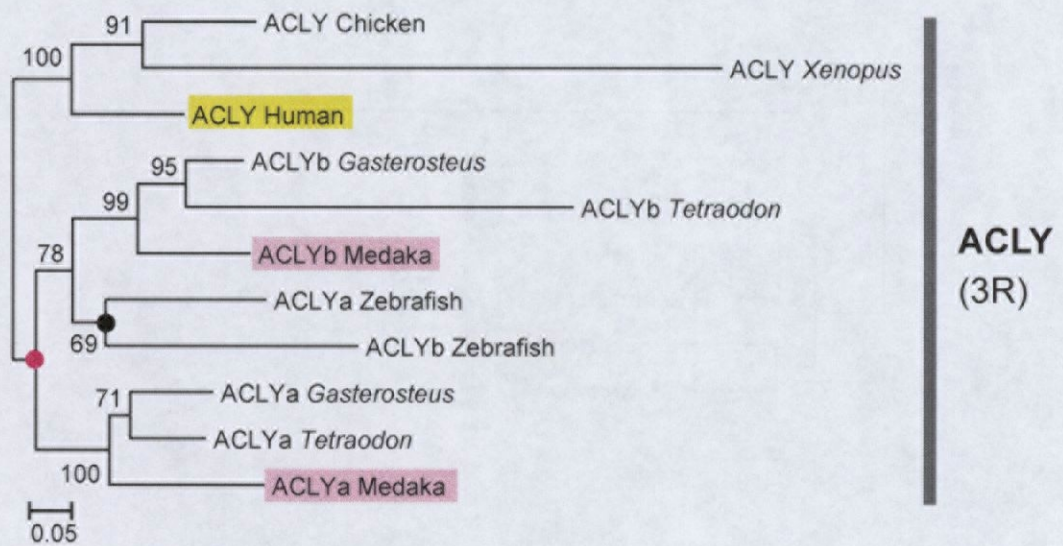 91
ACLY Chicken
100
ACLY Xenopus
ACLY Human
95
ACLYb Gasterosteus
99
ACLYb Tetraodon
78
ACLYb Medaka
ACLYa Zebrafish
69
ACLYb Zebrafish
71
ACLYa Gasterosteus
ACLYa Tetraodon
100
ACLYa Medaka
0.05
ACLY
(3R)